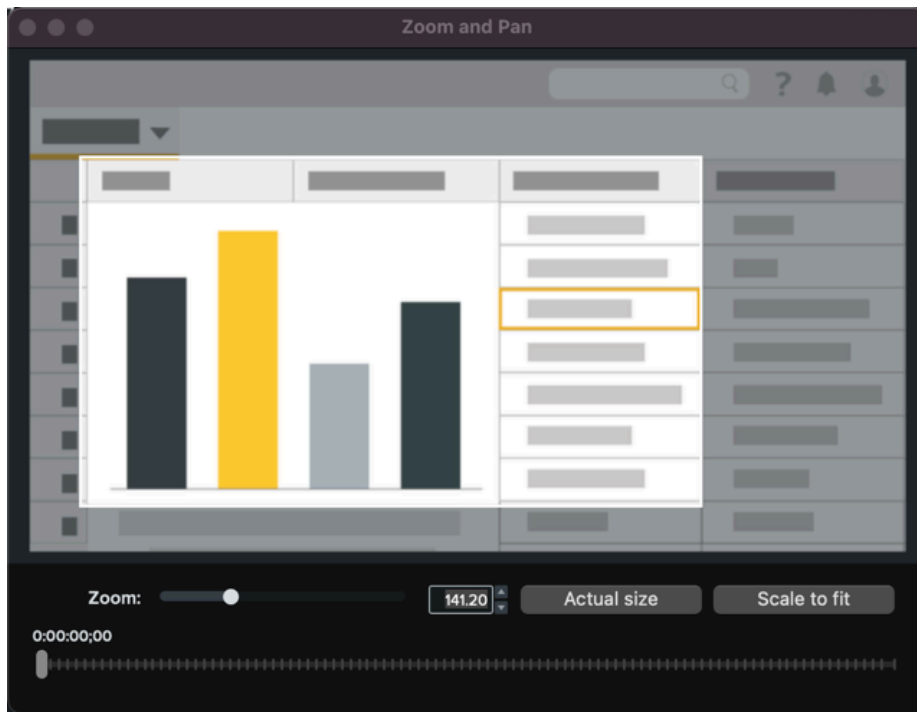 Zoom and Pan
?
Zoom:
141.20
Actual size
Scale to fit
0:00:00;00